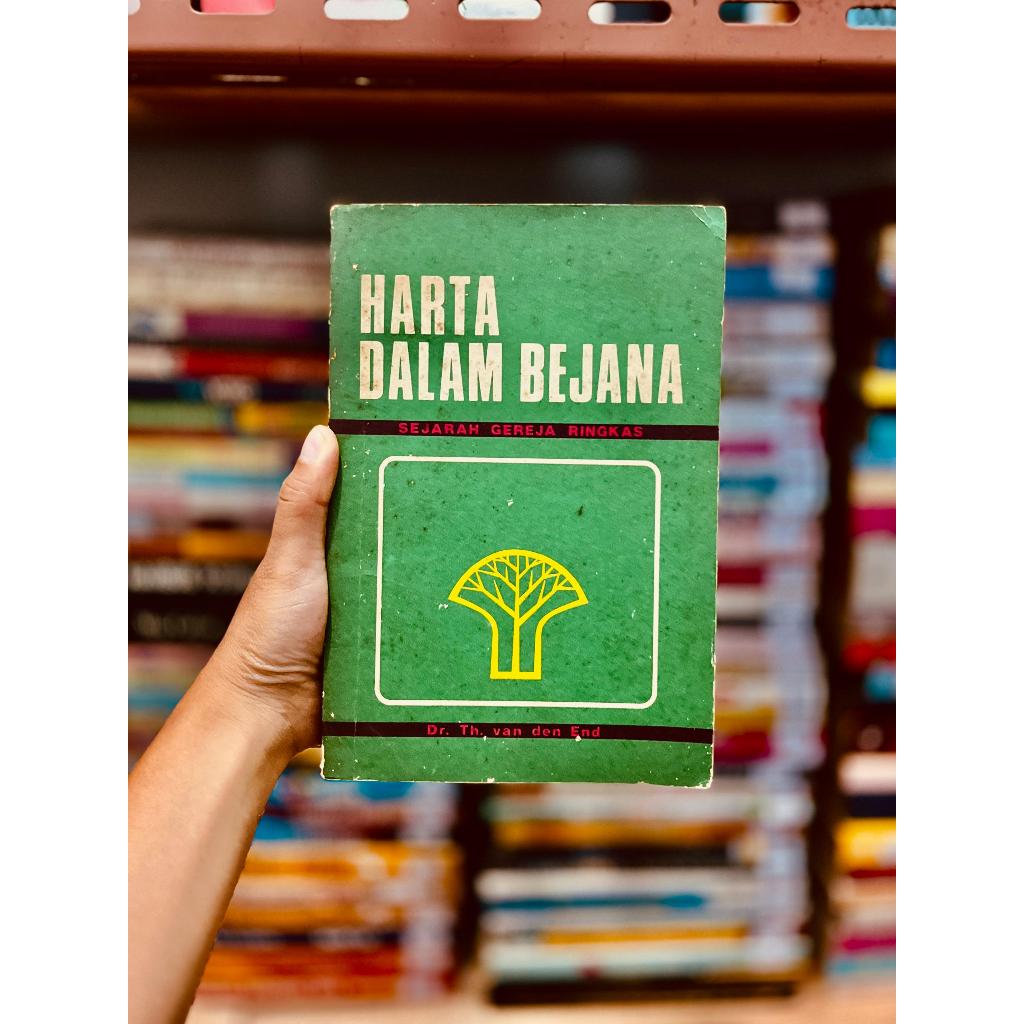 HARTA
DALAM BEJANA
SEJARAH GEREJA RINGKAS
Dr. Th. van den End